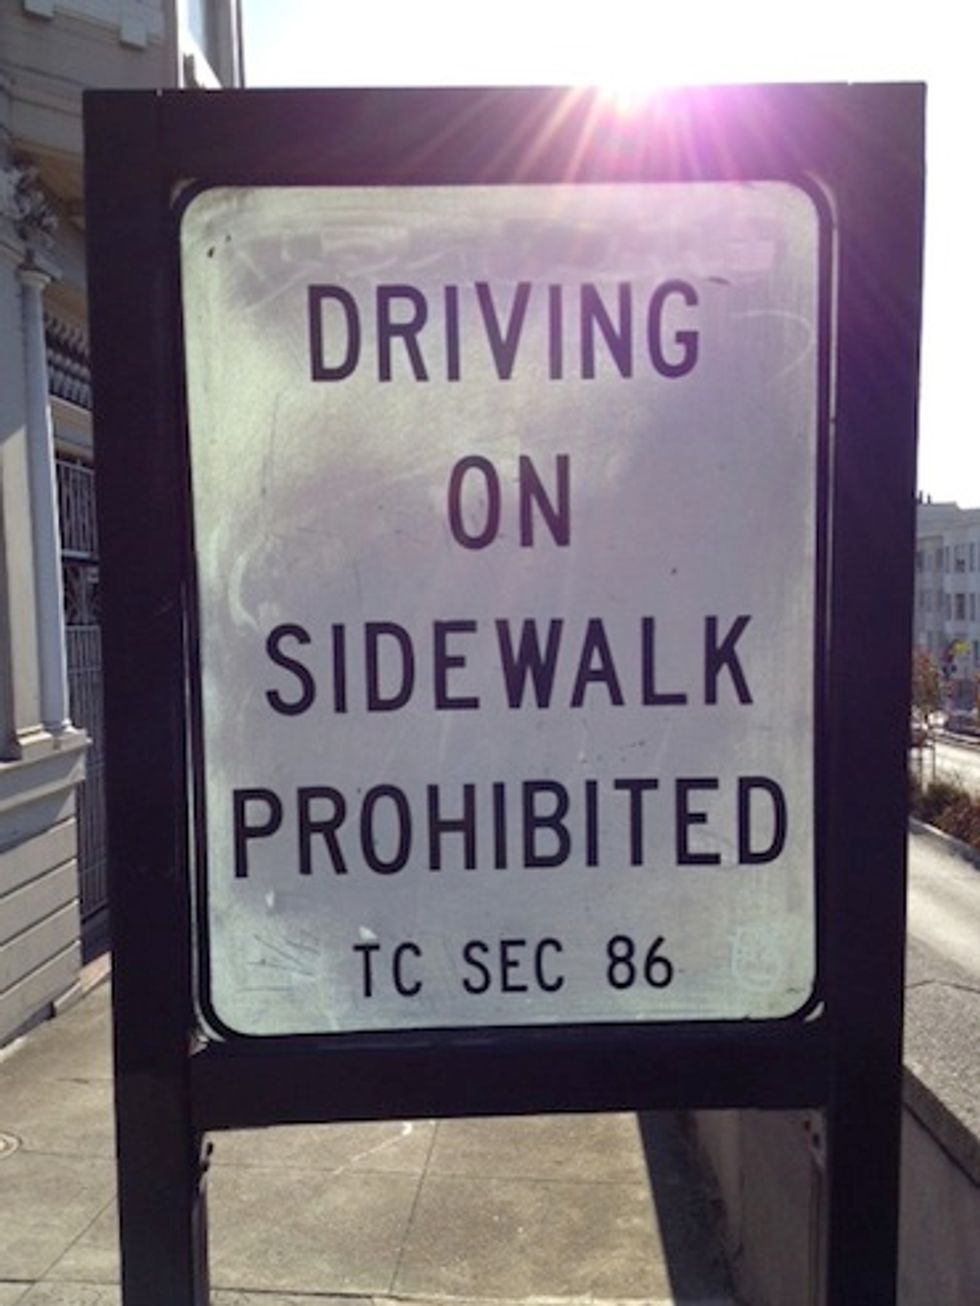 DRIVING
ON
SIDEWALK
PROHIBITED
TC SEC 86